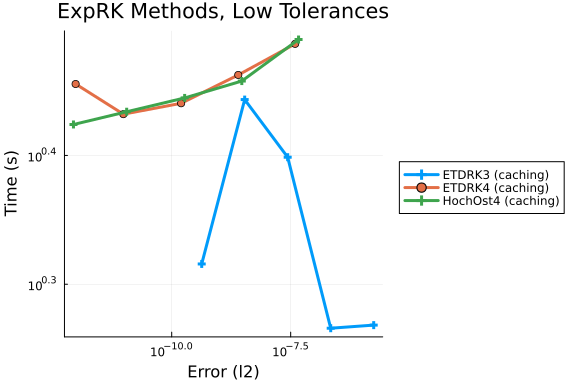 ExpRK Methods, Low Tolerances
Time (s)
10^0.4
10^0.3
10^-10.0
10^-7.5
Error (l2)
ETDRK3 (caching)
ETDRK4 (caching)
HochOst4 (caching)